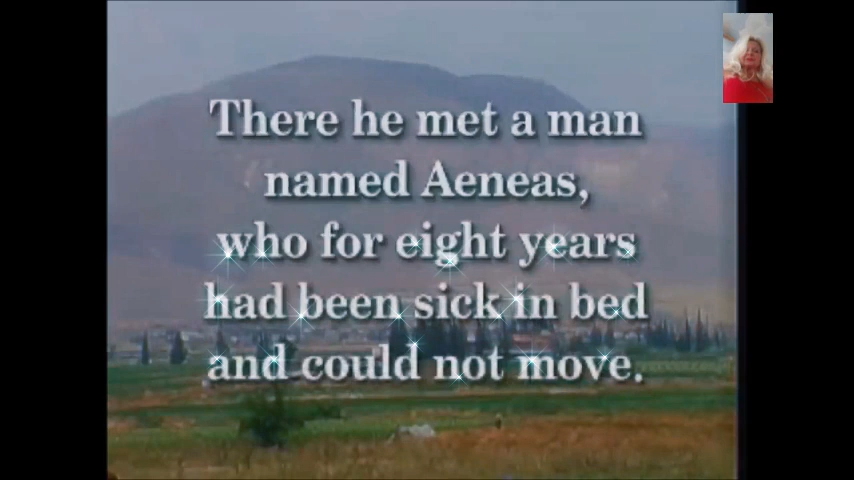 There he met a man
named Aeneas,
who for eight years
had been sick in bed
and could not move.